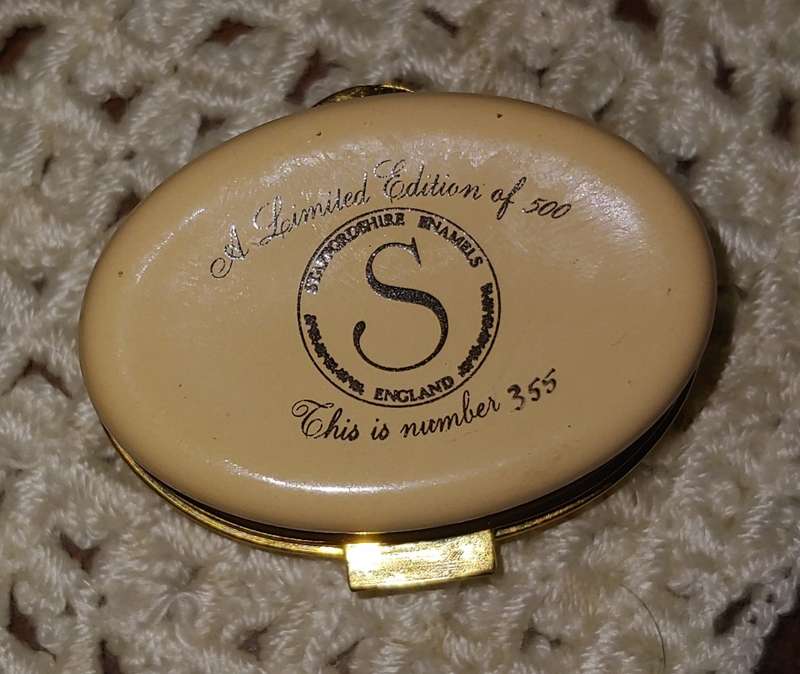 A Limited Edition of 500
STAFFORDSHIRE ENAMELS
S
ENGLAND
This is number 355